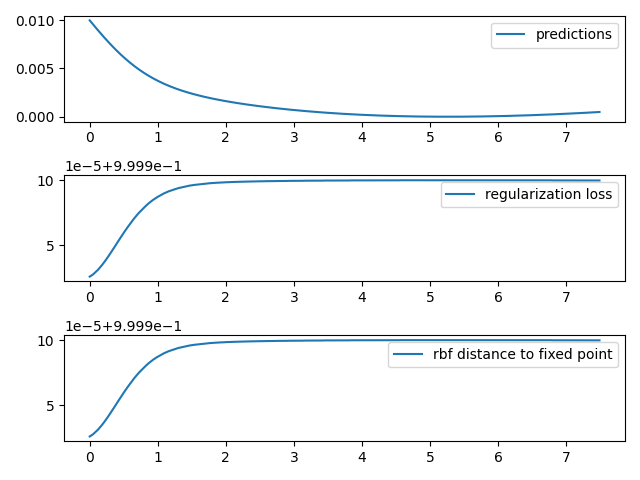 0.010
0.005
0.000
predictions
0 1 2 3 4 5 6 7
1e-5+9.999e-1
10
5
regularization loss
0 1 2 3 4 5 6 7
1e-5+9.999e-1
10
5
rbf distance to fixed point
0 1 2 3 4 5 6 7